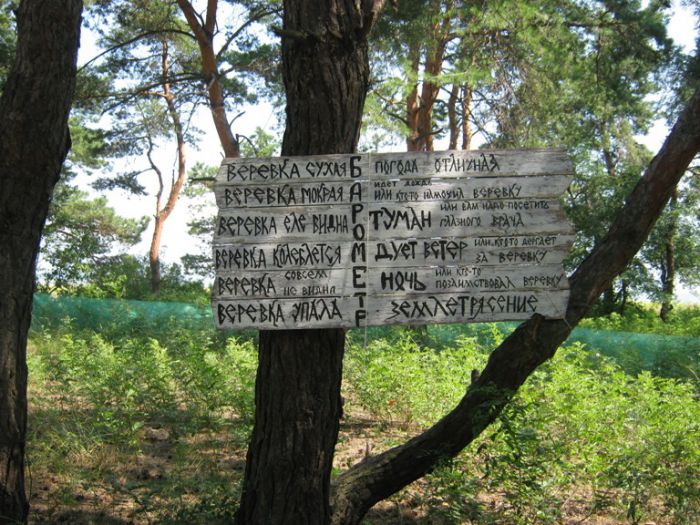 ВЕРЕВКА СУХАЯ ПОГОДА ОТЛИЧНАЯ
ВЕРЕВКА МОКРАЯ ИДЕТ ДОЖДЬ ИЛИ КТО-ТО НАМОЧИЛ ВЕРЕВКУ
ВЕРЕВКА ЕЛЕ ВИДНА ТУМАН ИЛИ ВАМ НАДО ПОСЕТИТЬ ГЛАЗНОГО ВРАЧА
ВЕРЕВКА КОЛЕБЛЕТСЯ ДУЕТ ВЕТЕР ИЛИ КТО-ТО ДЕРГАЕТ ЗА ВЕРЕВКУ
ВЕРЕВКА СОВСЕМ НЕ ВИДНА НОЧЬ ИЛИ КТО-ТО ПОЗАИМСТВОВАЛ ВЕРЕВКУ
ВЕРЕВКА УПАЛА ЗЕМЛЕТРЯСЕНИЕ
БАРОМЕТР